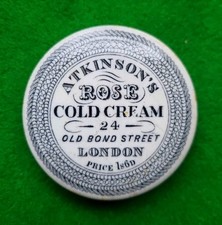 ATKINSON'S
ROSE
COLD CREAM
24
OLD BOND STREET
LONDON
PRICE 1s6D